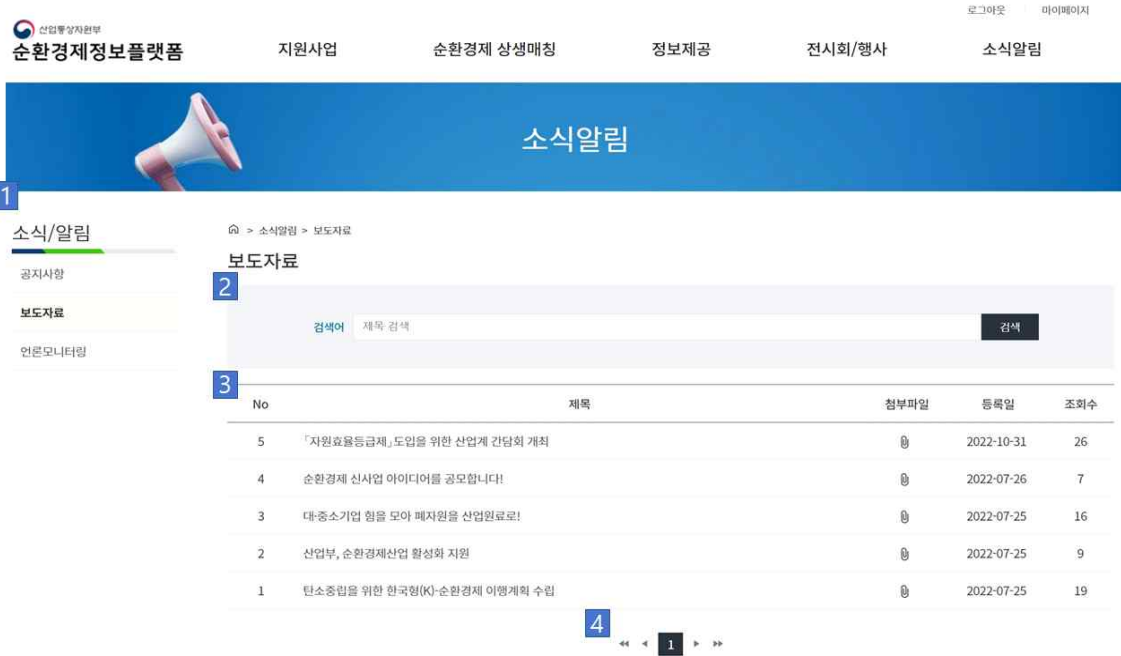 로그아웃 마이페이지
산업통상자원부
순환경제정보플랫폼 지원사업 순환경제 상생매칭 정보제공 전시회/행사 소식알림
소식알림
1
소식/알림
공지사항
보도자료
언론모니터링
> 소식알림 > 보도자료
보도자료
2
검색어 제목 검색 검색
3
No 제목 첨부파일 등록일 조회수
5 「자원효율등급제」도입을 위한 산업계 간담회 개최 2022-10-31 26
4 순환경제 신사업 아이디어를 공모합니다! 2022-07-26 7
3 대·중소기업 힘을 모아 폐자원을 산업원료로! 2022-07-25 16
2 산업부, 순환경제산업 활성화 지원 2022-07-25 9
1 탄소중립을 위한 한국형(K)-순환경제 이행계획 수립 2022-07-25 19
4
1